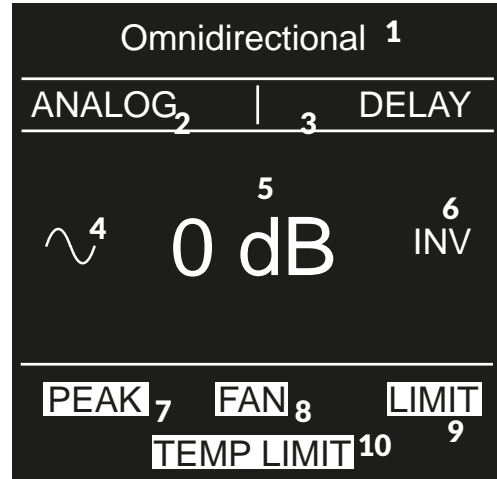 Omnidirectional 1
ANALOG 2 | 3 DELAY
5
4 0 dB 6
INV
PEAK 7 FAN 8 LIMIT 9
TEMP LIMIT 10